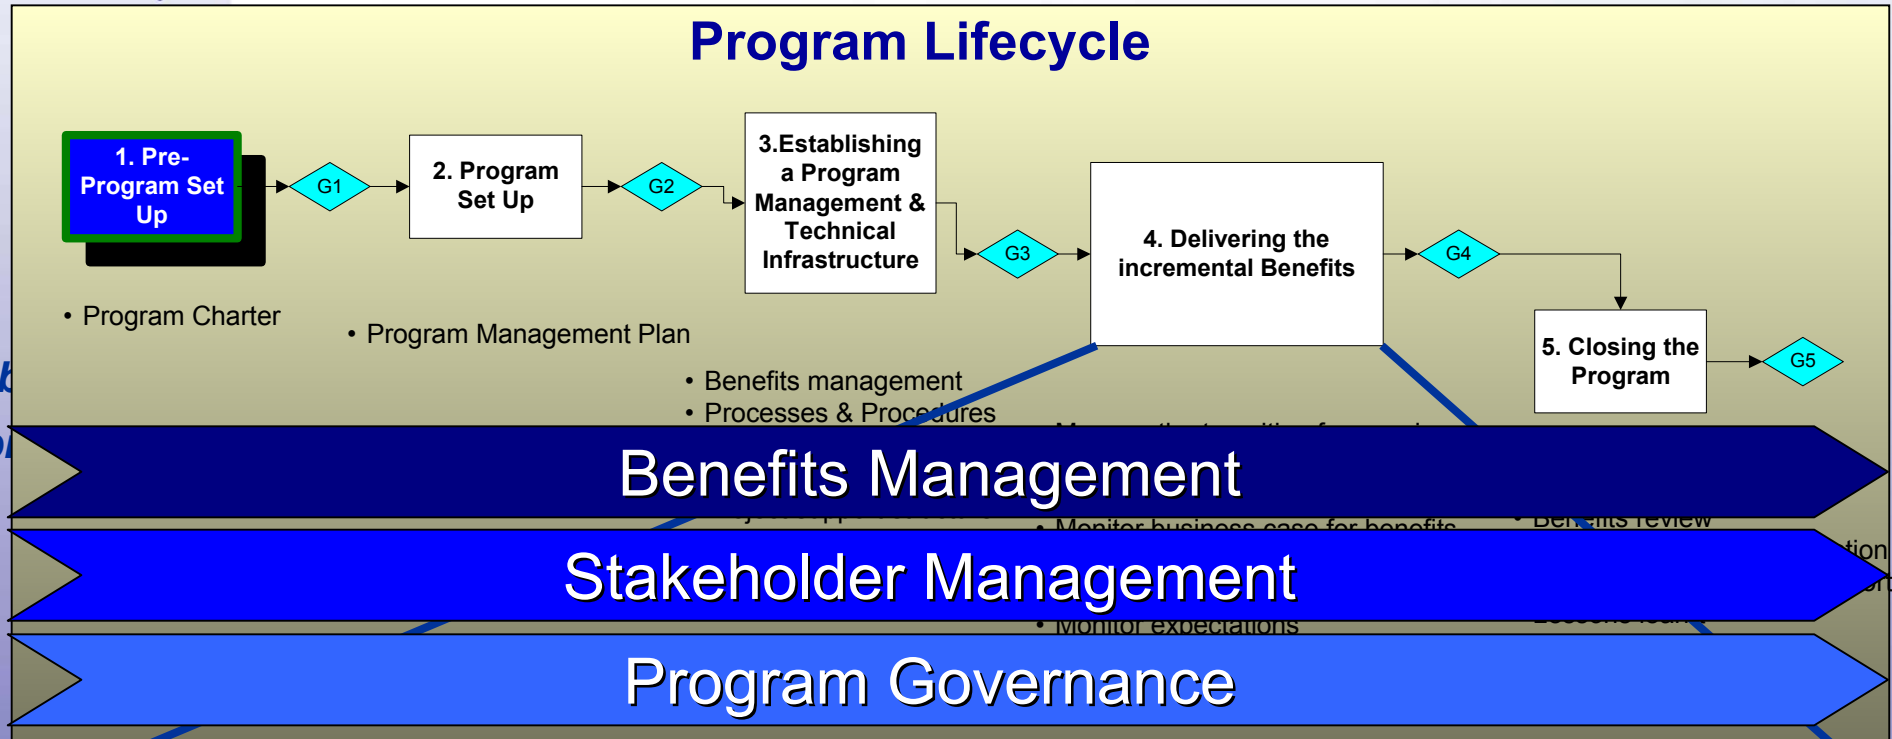 Program Lifecycle
1. Pre-
Program Set
Up
G1
2. Program
Set Up
G2
3.Establishing
a Program
Management &
Technical
Infrastructure
G3
4. Delivering the
incremental Benefits
G4
5. Closing the
Program
G5
• Program Charter
• Program Management Plan
• Benefits management
• Processes & Procedures
Benefits Management
• Monitor business case for benefits
• Benefits review
Stakeholder Management
• Monitor expectations
Program Governance